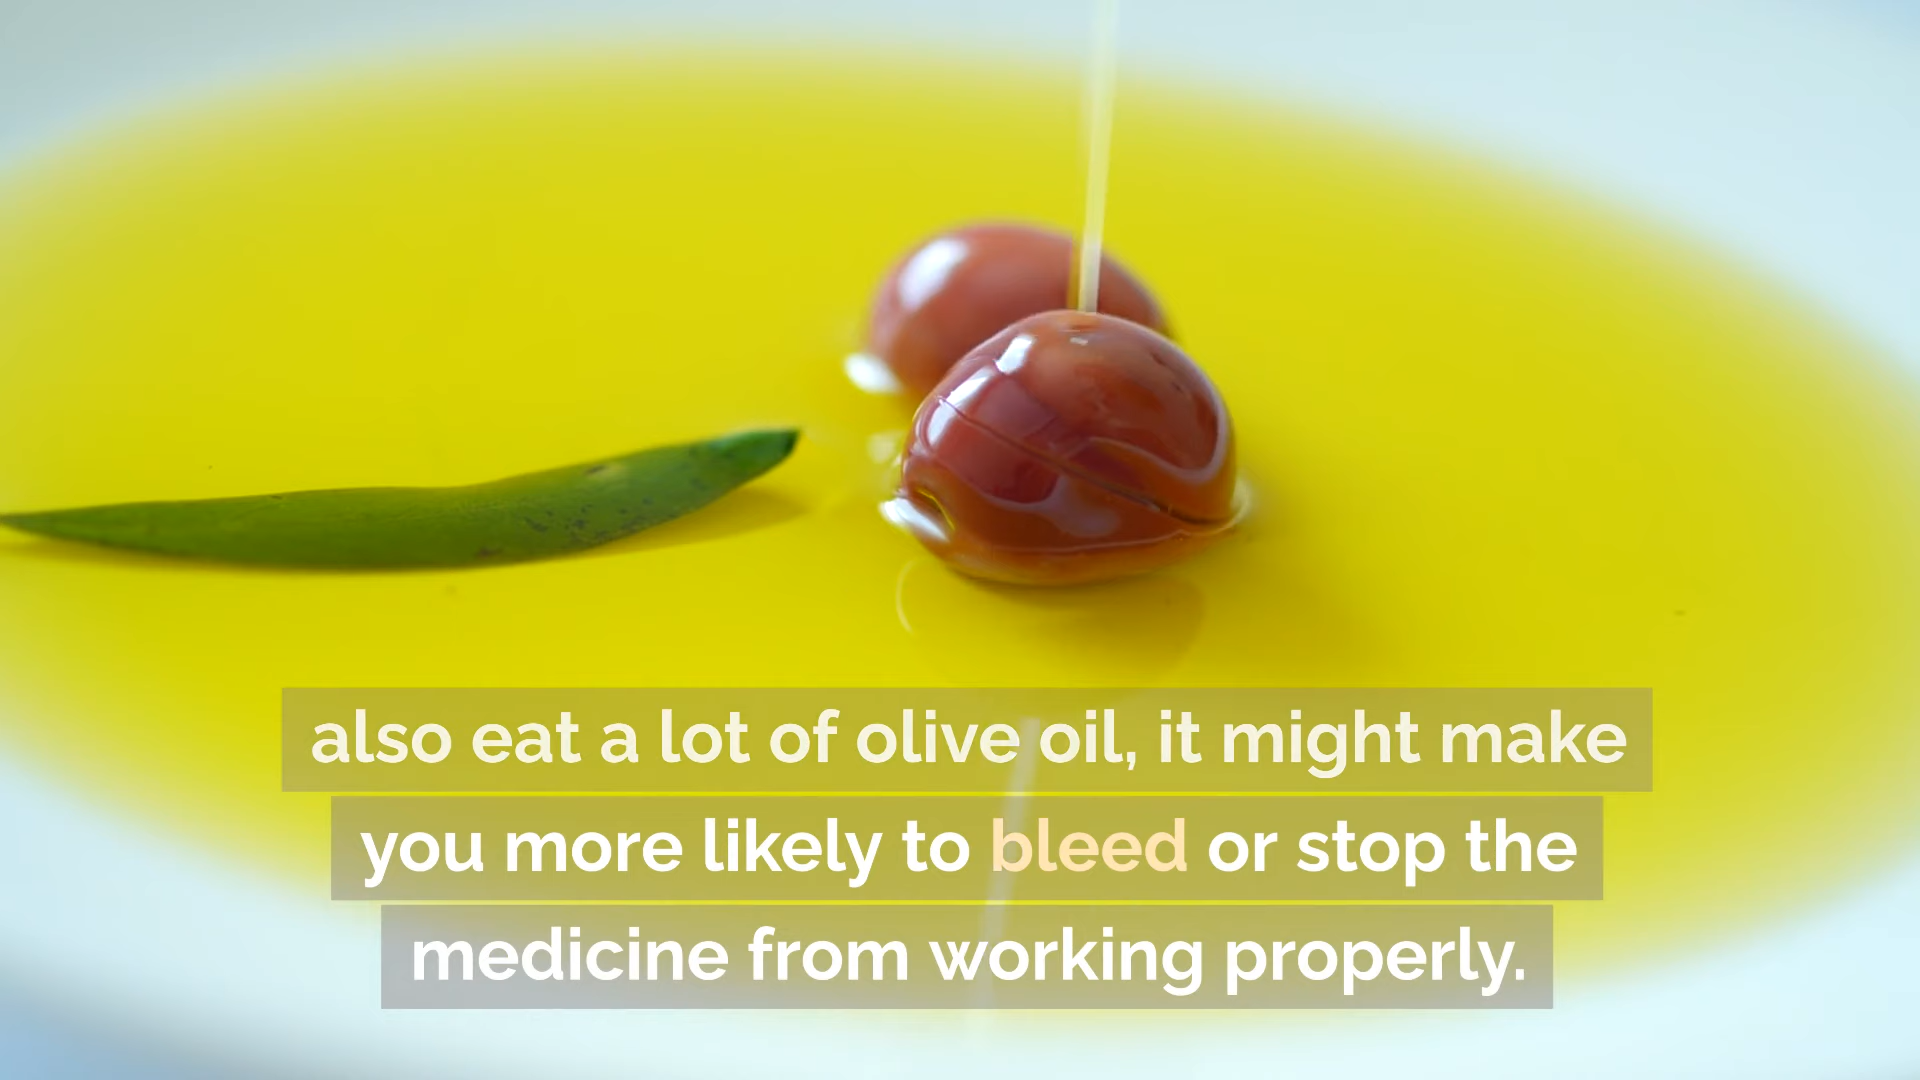 also eat a lot of olive oil, it might make
you more likely to bleed or stop the
medicine from working properly.